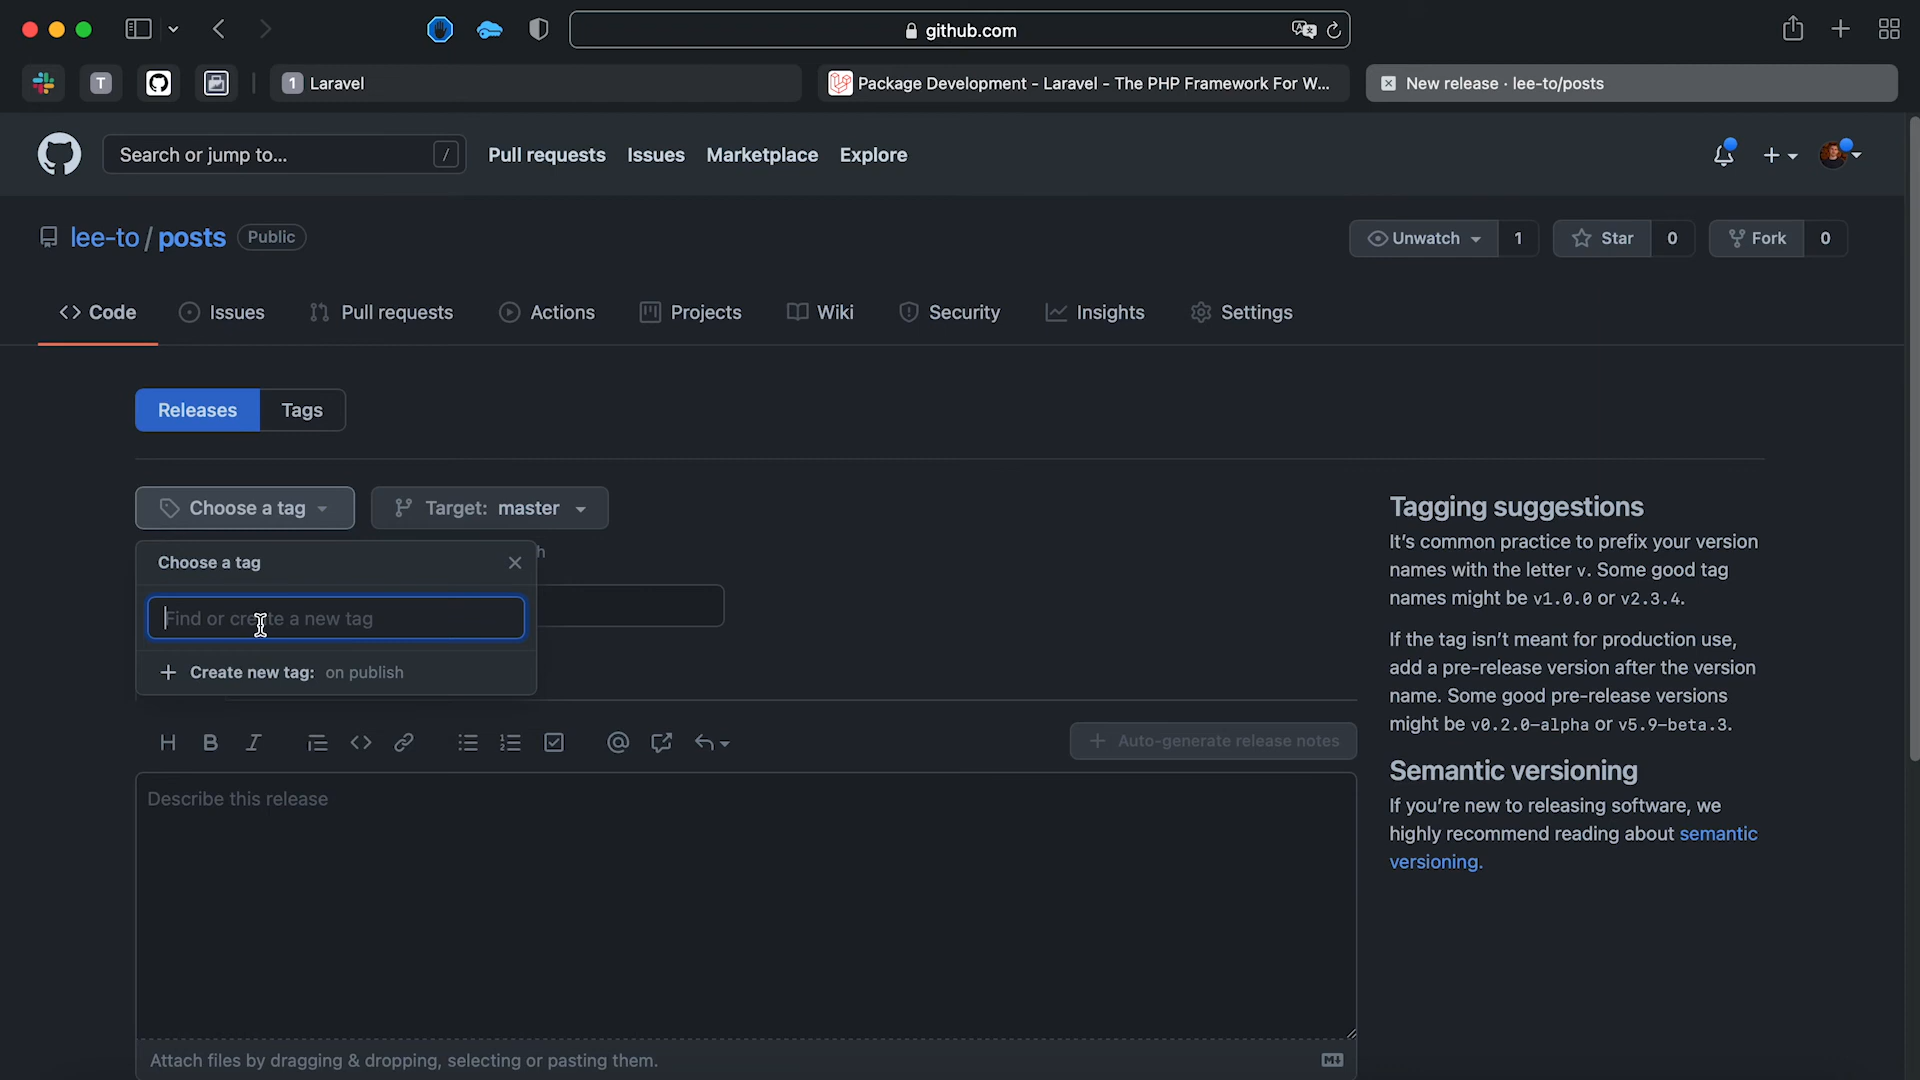 github.com
T
1 Laravel
Package Development - Laravel - The PHP Framework For W...
New release · lee-to/posts
Search or jump to... /
Pull requests Issues Marketplace Explore
lee-to / posts Public
Unwatch 1 Star 0 Fork 0
Code Issues Pull requests Actions Projects Wiki Security Insights Settings
Releases Tags
Choose a tag Target: master
Choose a tag
h
Find or create a new tag
+ Create new tag: on publish
H B I
+ Auto-generate release notes
Describe this release
Attach files by dragging & dropping, selecting or pasting them.
M↓
Tagging suggestions
It's common practice to prefix your version
names with the letter v. Some good tag
names might be v1.0.0 or v2.3.4.
If the tag isn't meant for production use,
add a pre-release version after the version
name. Some good pre-release versions
might be v0.2.0-alpha or v5.9-beta.3.
Semantic versioning
If you're new to releasing software, we
highly recommend reading about semantic
versioning.